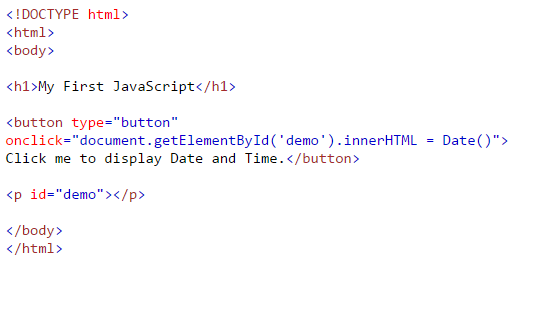 <!DOCTYPE html>
<html>
<body>
<h1>My First JavaScript</h1>
<button type="button"
onclick="document.getElementById('demo').innerHTML = Date()">
Click me to display Date and Time.</button>
<p id="demo"></p>
</body>
</html>